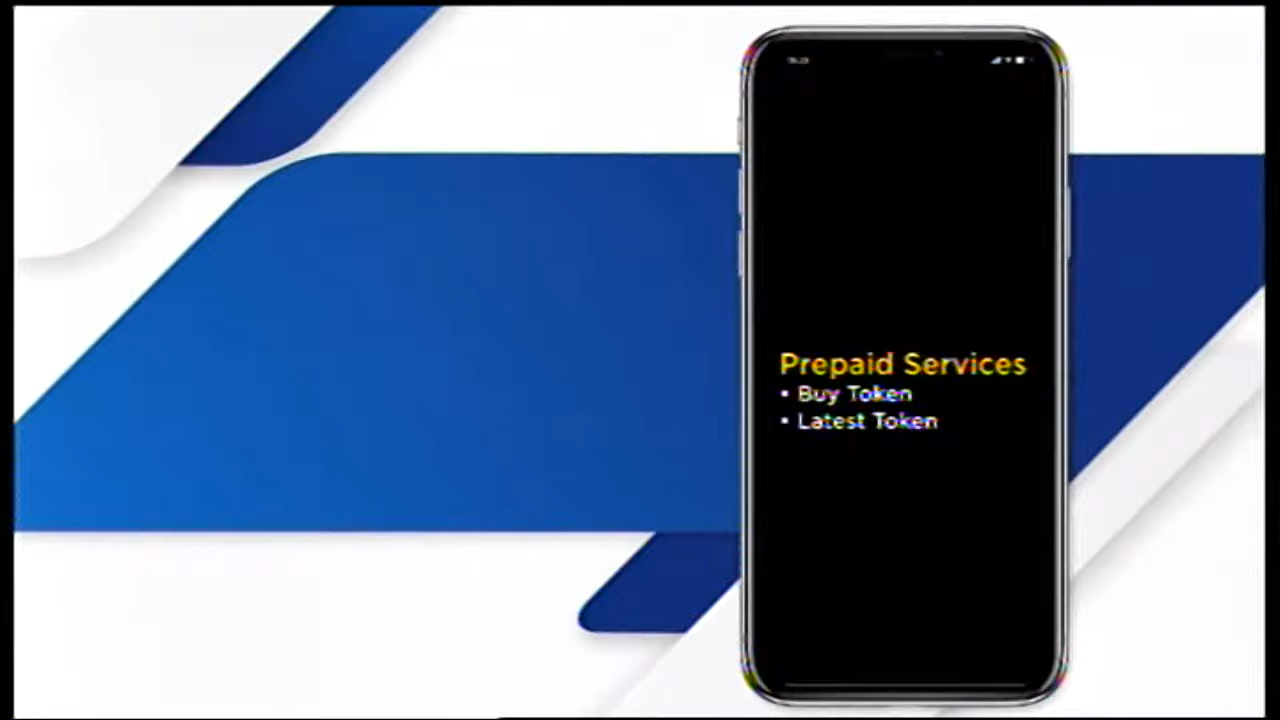 Prepaid Services
• Buy Token
• Latest Token